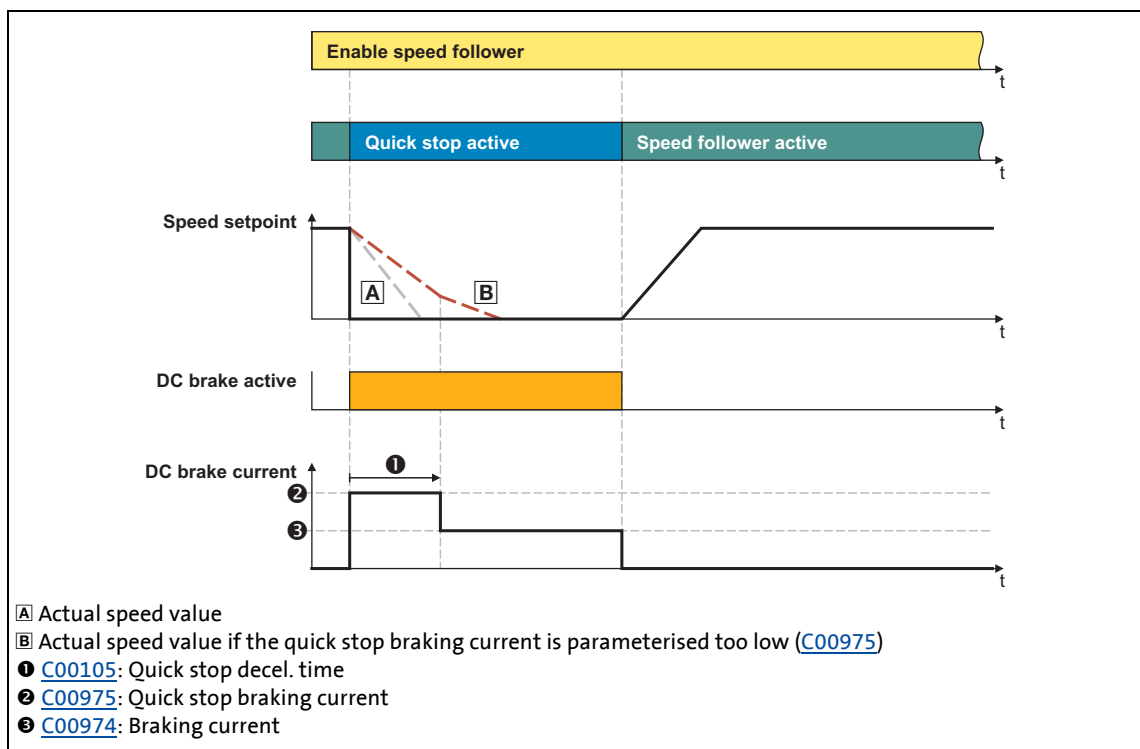 Enable speed follower
t
Quick stop active
Speed follower active
t
Speed setpoint
A
B
t
DC brake active
t
DC brake current
❶
❷
❸
t
A Actual speed value
B Actual speed value if the quick stop braking current is parameterised too low (C00975)
❶ C00105: Quick stop decel. time
❷ C00975: Quick stop braking current
❸ C00974: Braking current